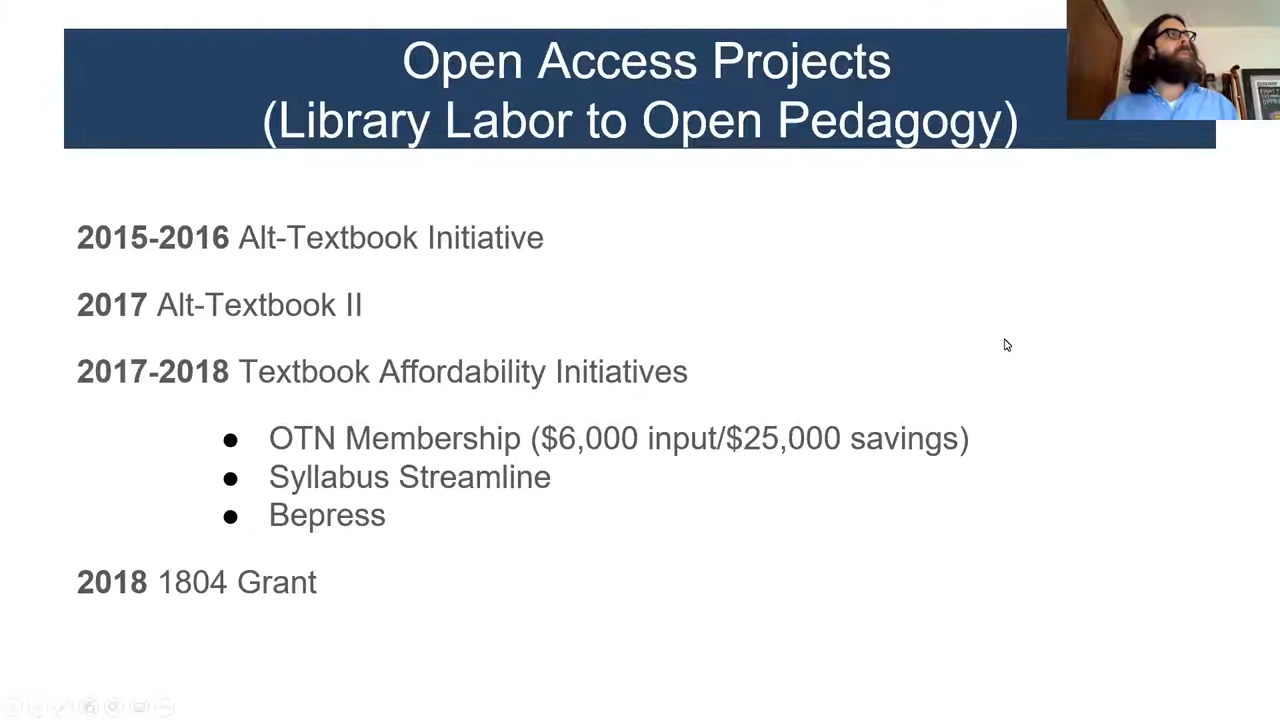 Open Access Projects
(Library Labor to Open Pedagogy)
2015-2016 Alt-Textbook Initiative
2017 Alt-Textbook II
2017-2018 Textbook Affordability Initiatives
● OTN Membership ($6,000 input/$25,000 savings)
● Syllabus Streamline
● Bepress
2018 1804 Grant